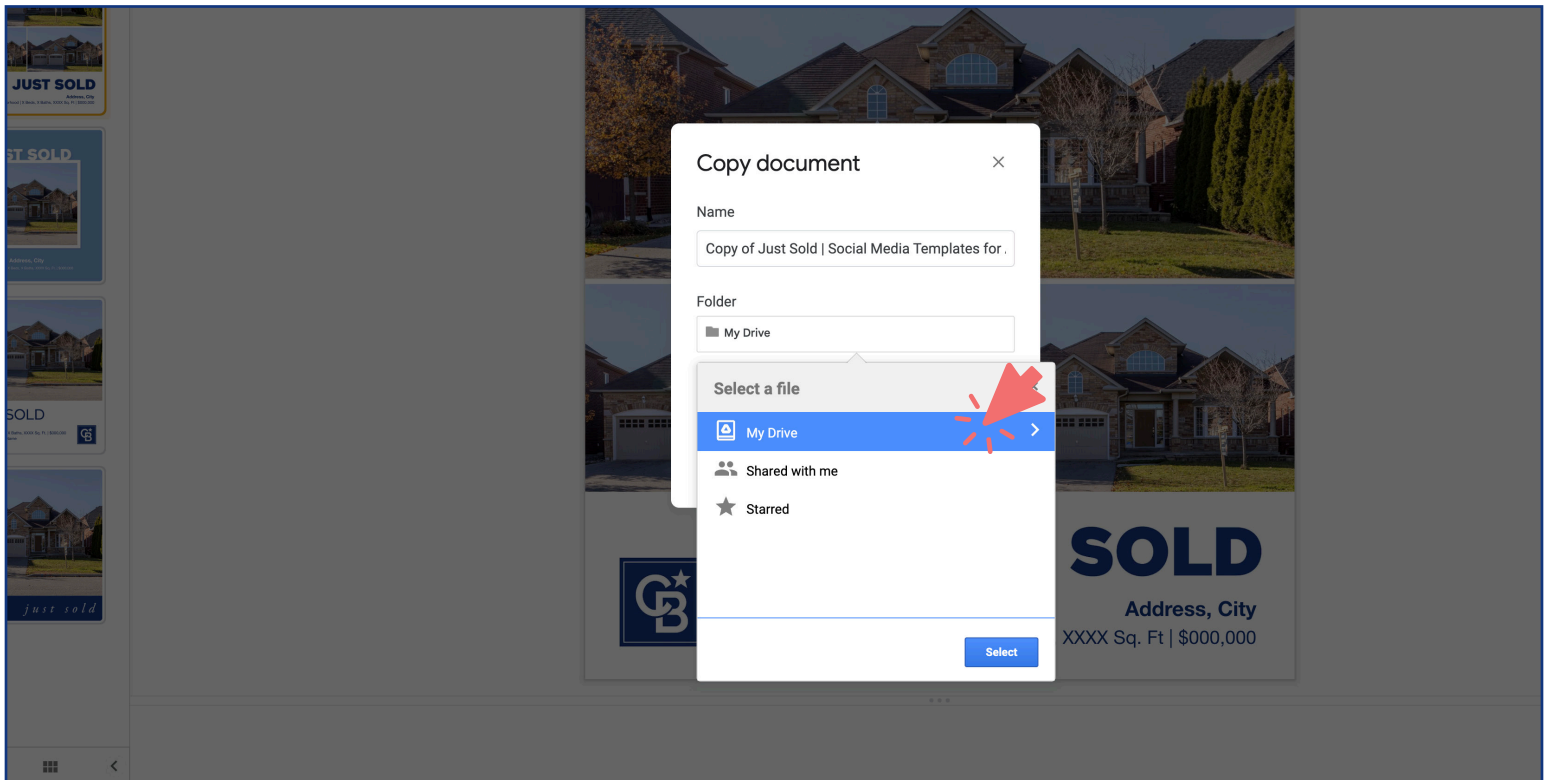 JUST SOLD
Address, City
ST SOLD
Address, City
SOLD
CB
just sold
Copy document
Name
Copy of Just Sold | Social Media Templates for
Folder
My Drive
Select a file
My Drive
Shared with me
Starred
Select
CB
SOLD
Address, City
XXXX Sq. Ft | $000,000